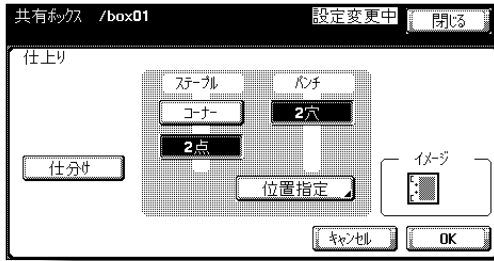 共有ボックス /box01 設定変更中 閉じる
仕上り
ステープル パンチ
コーナー 2穴
2点
仕分け
位置指定
イメージ
キャンセル OK